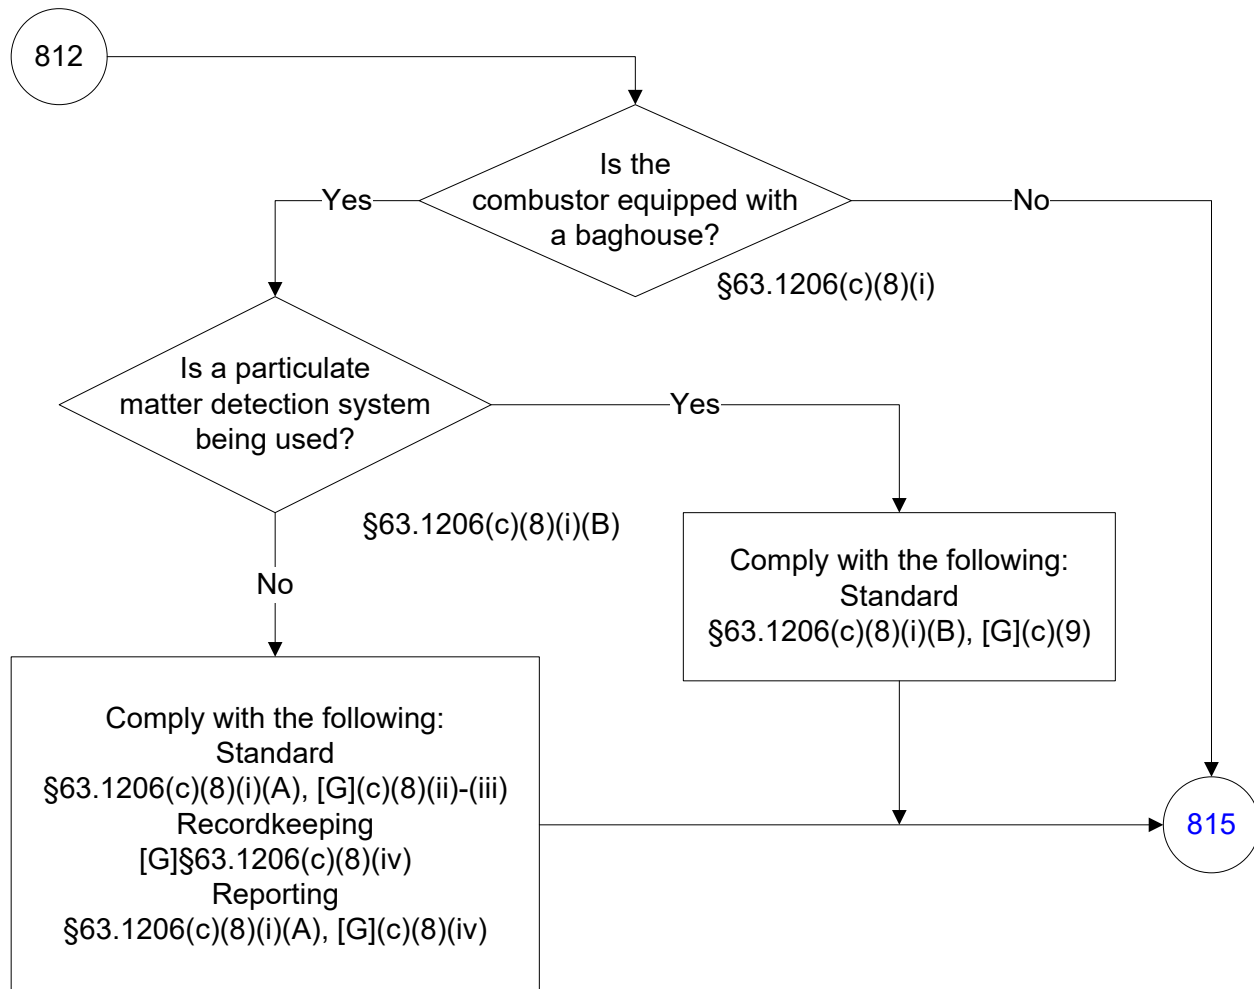 812
Is the
combustor equipped with
a baghouse?
Yes
No
§63.1206(c)(8)(i)
Is a particulate
matter detection system
being used?
Yes
§63.1206(c)(8)(i)(B)
No
Comply with the following:
Standard
§63.1206(c)(8)(i)(B), [G](c)(9)
Comply with the following:
Standard
§63.1206(c)(8)(i)(A), [G](c)(8)(ii)-(iii)
Recordkeeping
[G]§63.1206(c)(8)(iv)
Reporting
§63.1206(c)(8)(i)(A), [G](c)(8)(iv)
815